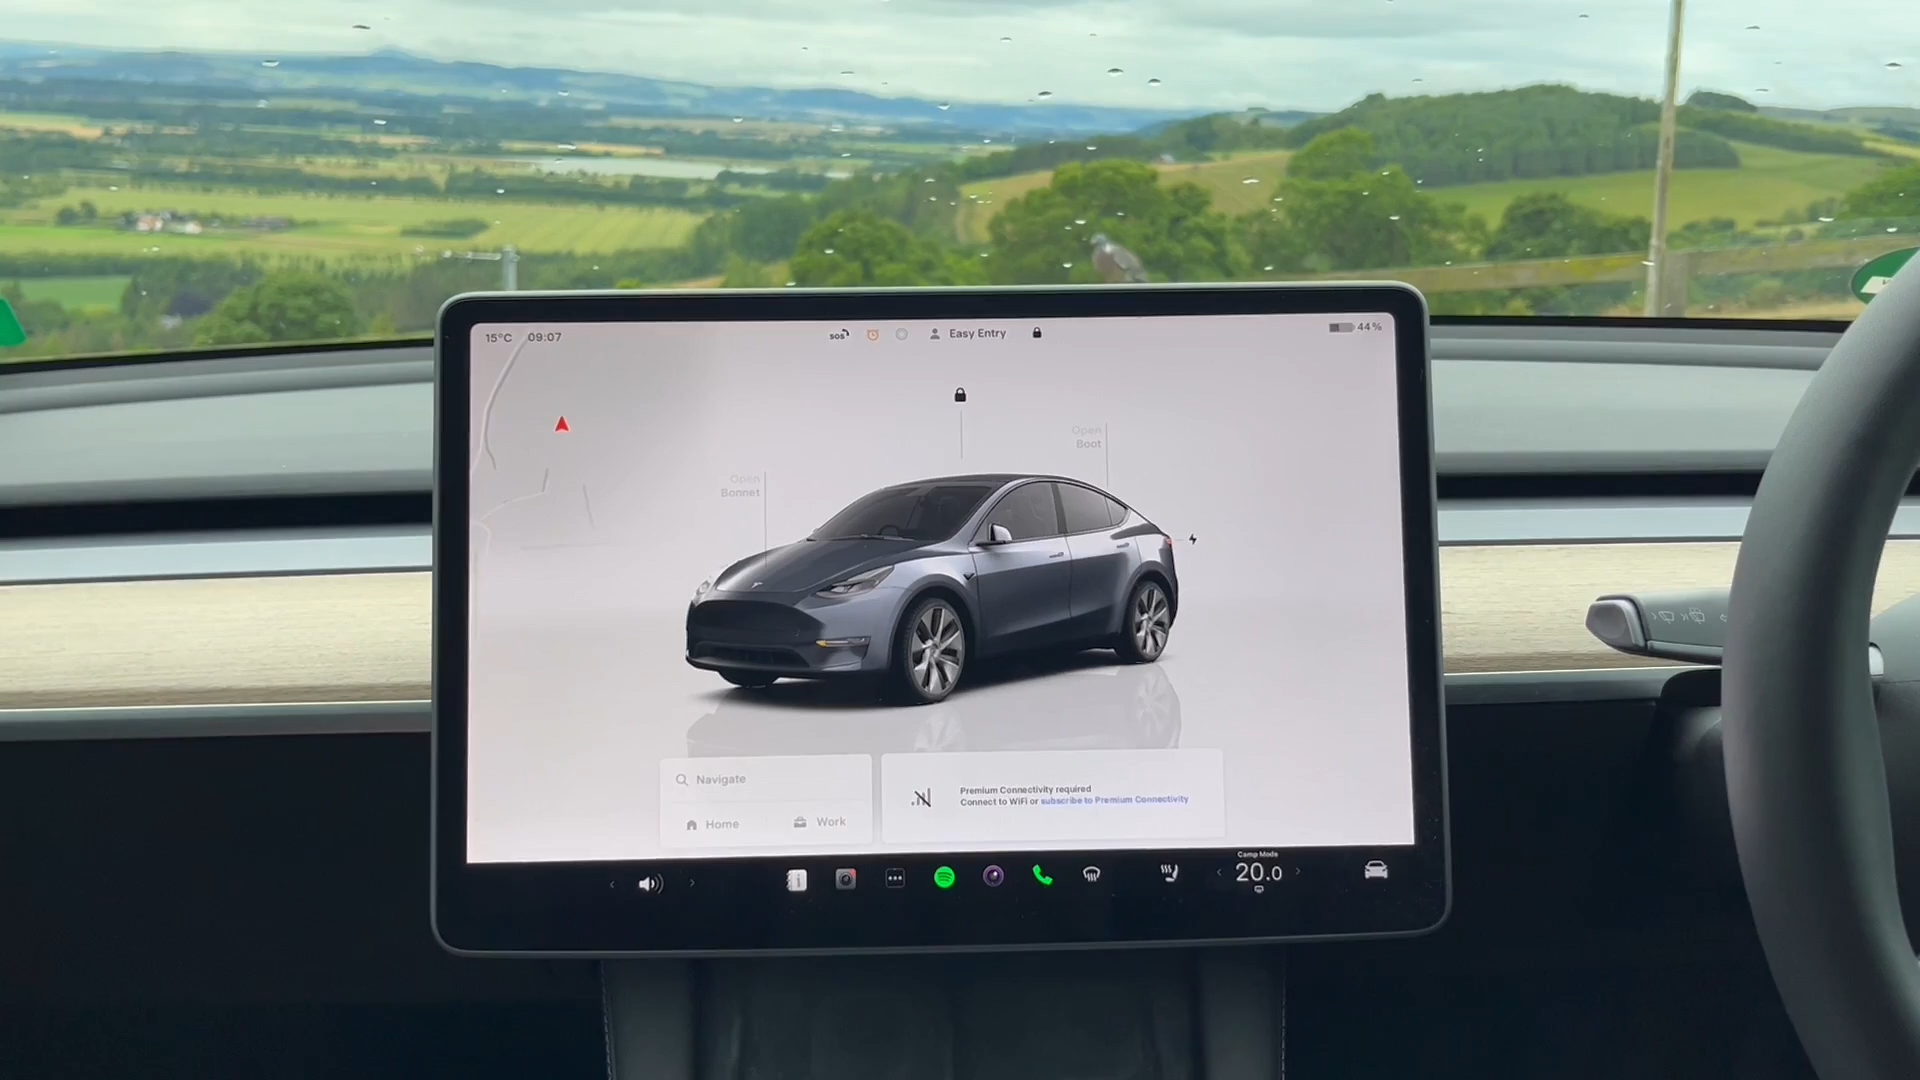 15°C 09:07
SOS
Easy Entry
44%
Open
Boot
Open
Bonnet
Navigate
Home
Work
Premium Connectivity required
Connect to WiFi or subscribe to Premium Connectivity
Camp Mode
20.0